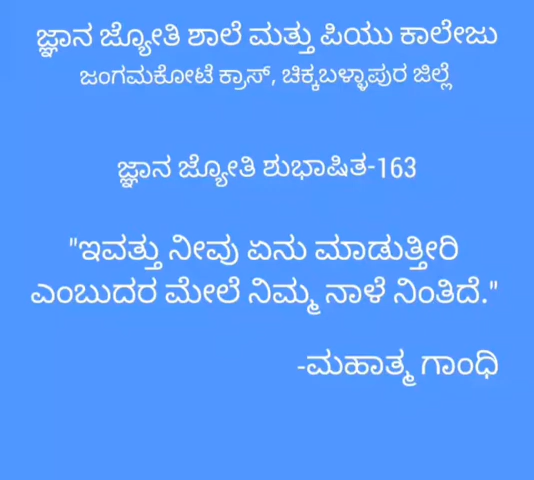 ಜ್ಞಾನ ಜ್ಯೋತಿ ಶಾಲೆ ಮತ್ತು ಪಿಯು ಕಾಲೇಜು
ಜಂಗಮಕೋಟೆ ಕ್ರಾಸ್, ಚಿಕ್ಕಬಳ್ಳಾಪುರ ಜಿಲ್ಲೆ
ಜ್ಞಾನ ಜ್ಯೋತಿ ಶುಭಾಷಿತ-163
"ಇವತ್ತು ನೀವು ಏನು ಮಾಡುತ್ತೀರಿ
ಎಂಬುದರ ಮೇಲೆ ನಿಮ್ಮ ನಾಳೆ ನಿಂತಿದೆ."
-ಮಹಾತ್ಮ ಗಾಂಧಿ